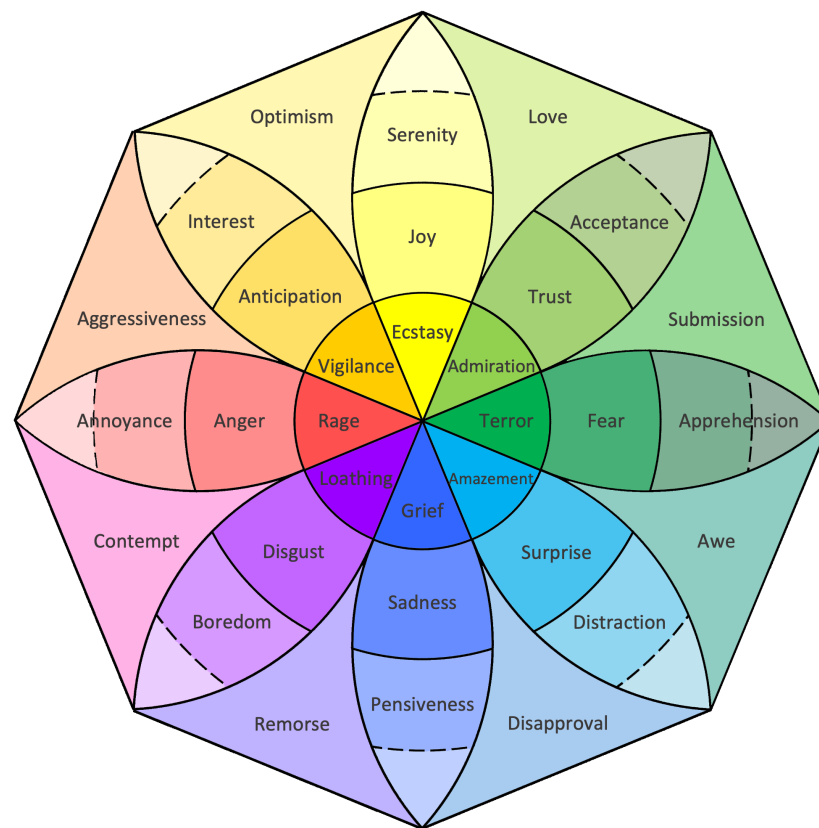 Optimism
Love
Serenity
Interest
Acceptance
Joy
Anticipation
Trust
Aggressiveness
Submission
Ecstasy
Vigilance
Admiration
Annoyance
Anger
Rage
Terror
Fear
Apprehension
Loathing
Amazement
Grief
Contempt
Disgust
Surprise
Awe
Sadness
Boredom
Distraction
Pensiveness
Remorse
Disapproval